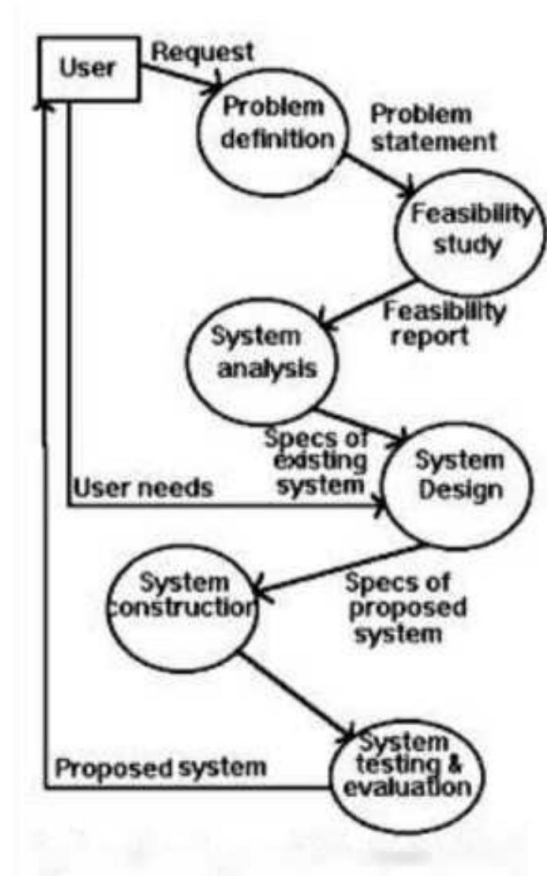 User
Request
Problem
definition
Problem
statement
Feasibility
study
Feasibility
report
System
analysis
Specs of
existing
system
System
Design
User needs
System
construction
Specs of
proposed
system
System
testing &
evaluation
Proposed system